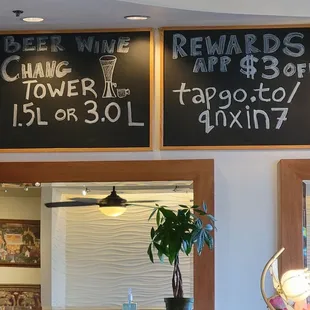 BEER WINE
CHANG
TOWER
1.5L OR 3.0L
REWARDS
APP $3 OFF
tapgo.to/
qnxin7